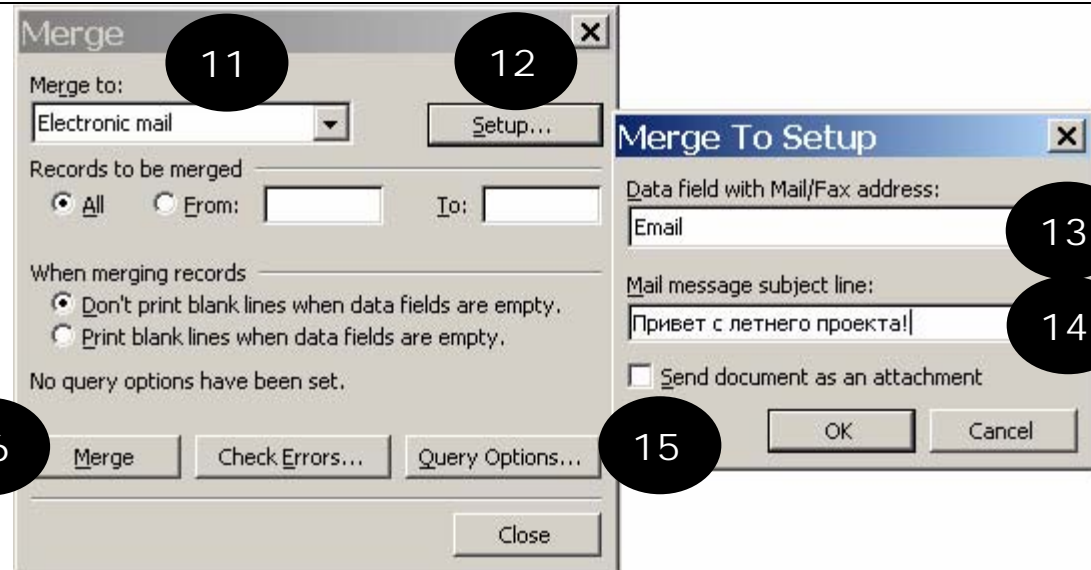 Merge
11
12
Merge to:
Electronic mail
Setup...
Records to be merged
All From: To:
When merging records
Don't print blank lines when data fields are empty.
Print blank lines when data fields are empty.
No query options have been set.
6
Merge Check Errors... Query Options...
Close
Merge To Setup
Data field with Mail/Fax address:
Email
13
Mail message subject line:
Привет с летнего проекта!
14
Send document as an attachment
15
OK Cancel